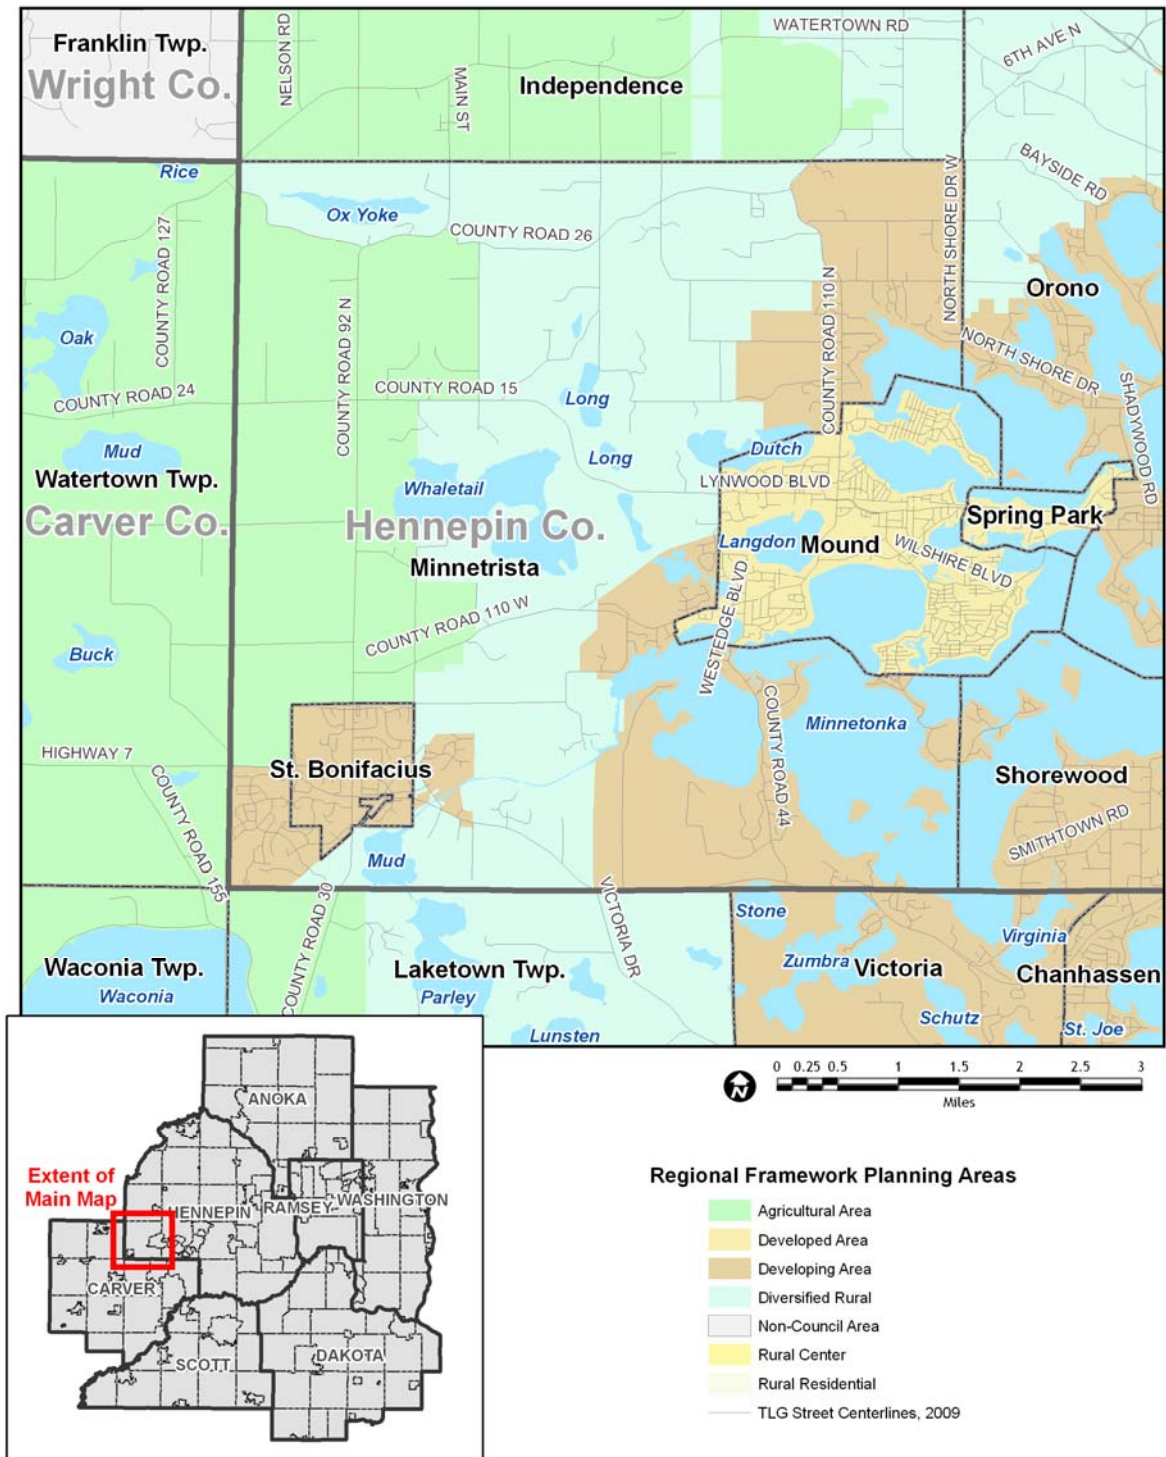 WATERTOWN RD
Franklin Twp.
Wright Co.
NELSON RD
MAIN ST
Independence
6TH AVE N
BAYSIDE RD
NORTH SHORE DR W
Rice
Ox Yoke
COUNTY ROAD 26
COUNTY ROAD 127
COUNTY ROAD 92 N
COUNTY ROAD 110 N
Orono
NORTH SHORE DR
SHADYWOOD RD
Oak
COUNTY ROAD 24
COUNTY ROAD 15
Long
Mud
Dutch
Long
Watertown Twp.
Whaletail
LYNWOOD BLVD
Carver Co.
Hennepin Co.
Spring Park
Langdon
Mound
WILSHIRE BLVD
Minnetrista
WESTEDGE BLVD
COUNTY ROAD 110 W
Buck
COUNTY ROAD 44
Minnetonka
HIGHWAY 7
St. Bonifacius
Shorewood
COUNTY ROAD 155
SMITHTOWN RD
Mud
COUNTY ROAD 30
VICTORIA DR
Stone
Virginia
Waconia Twp.
Laketown Twp.
Zumbra
Victoria
Chanhassen
Waconia
Parley
Schutz
St. Joe
Lunsten
ANOKA
Extent of
Main Map
HENNEPIN
RAMSEY
WASHINGTON
CARVER
SCOTT
DAKOTA
N
0 0.25 0.5 1 1.5 2 2.5 3
Miles
Regional Framework Planning Areas
Agricultural Area
Developed Area
Developing Area
Diversified Rural
Non-Council Area
Rural Center
Rural Residential
TLG Street Centerlines, 2009